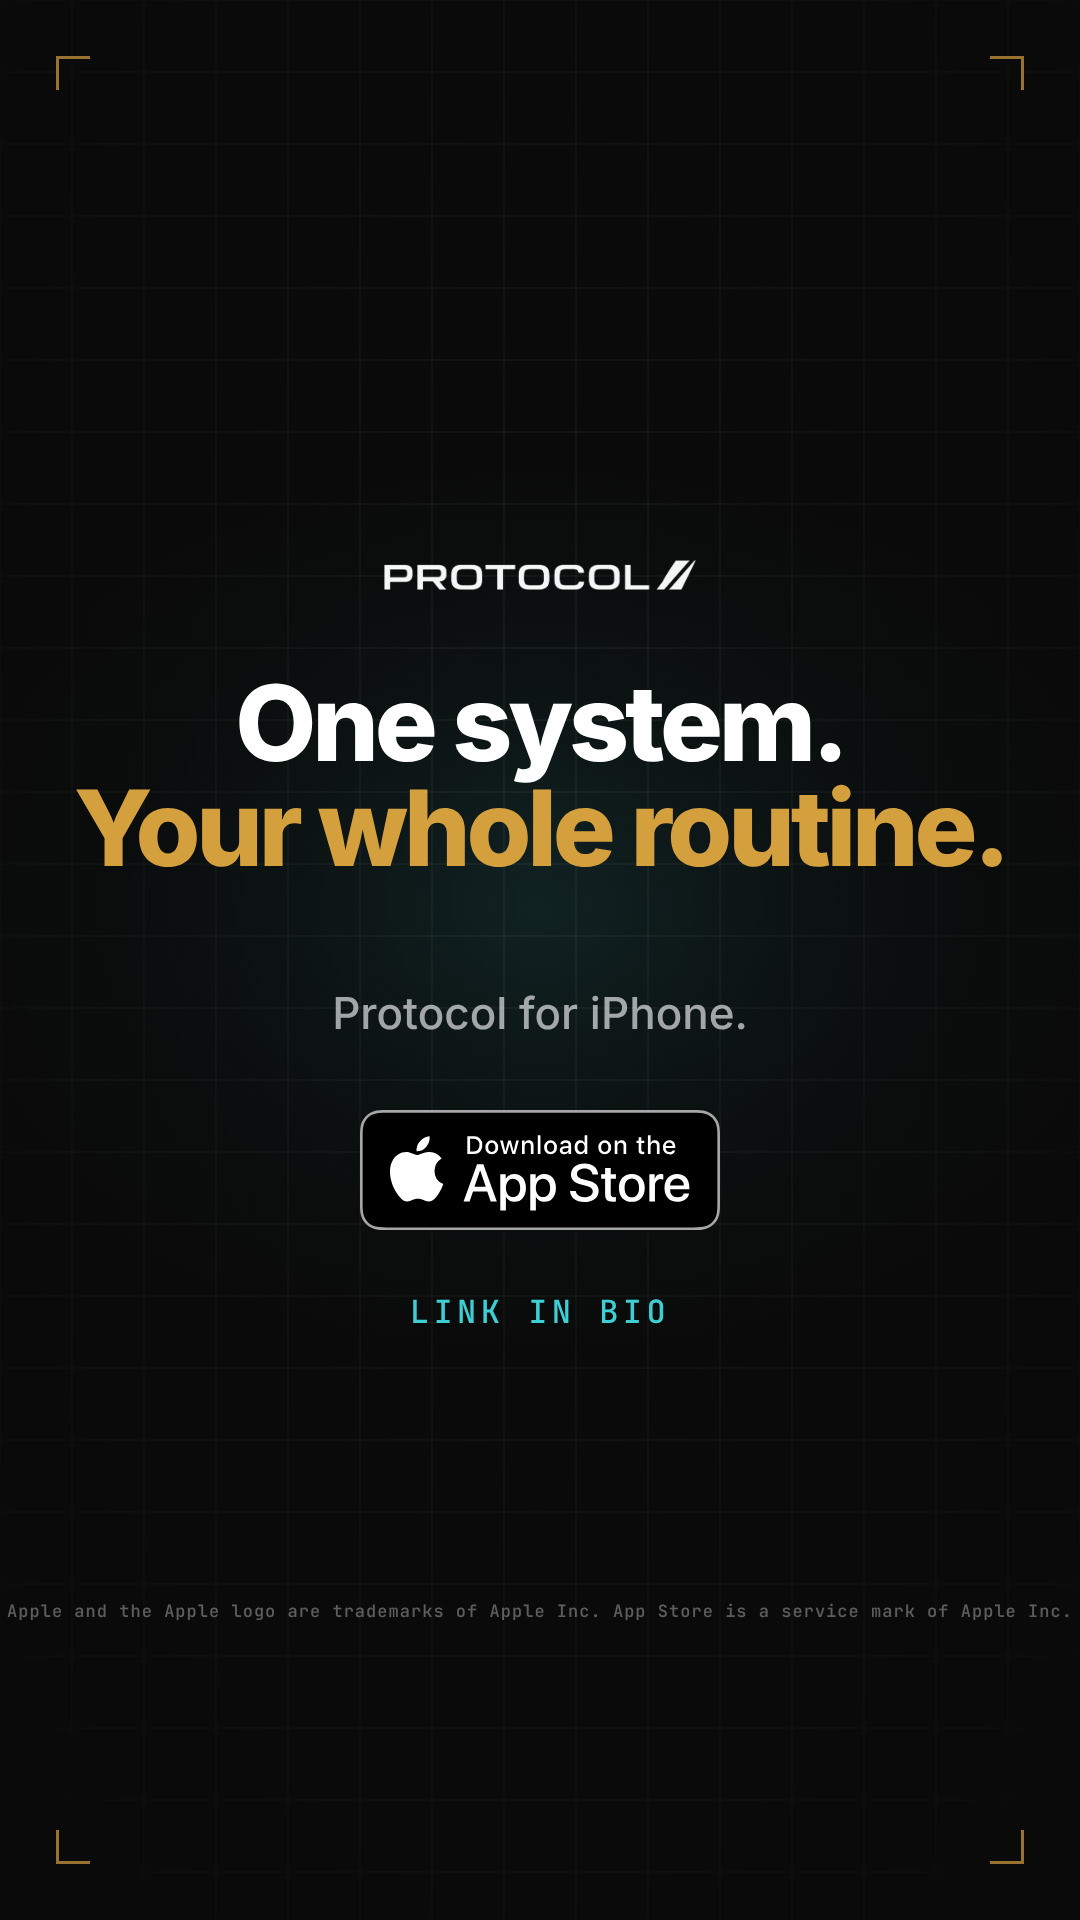 PROTOCOL
One system.
Your whole routine.
Protocol for iPhone.
Download on the
App Store
LINK IN BIO
Apple and the Apple logo are trademarks of Apple Inc. App Store is a service mark of Apple Inc.